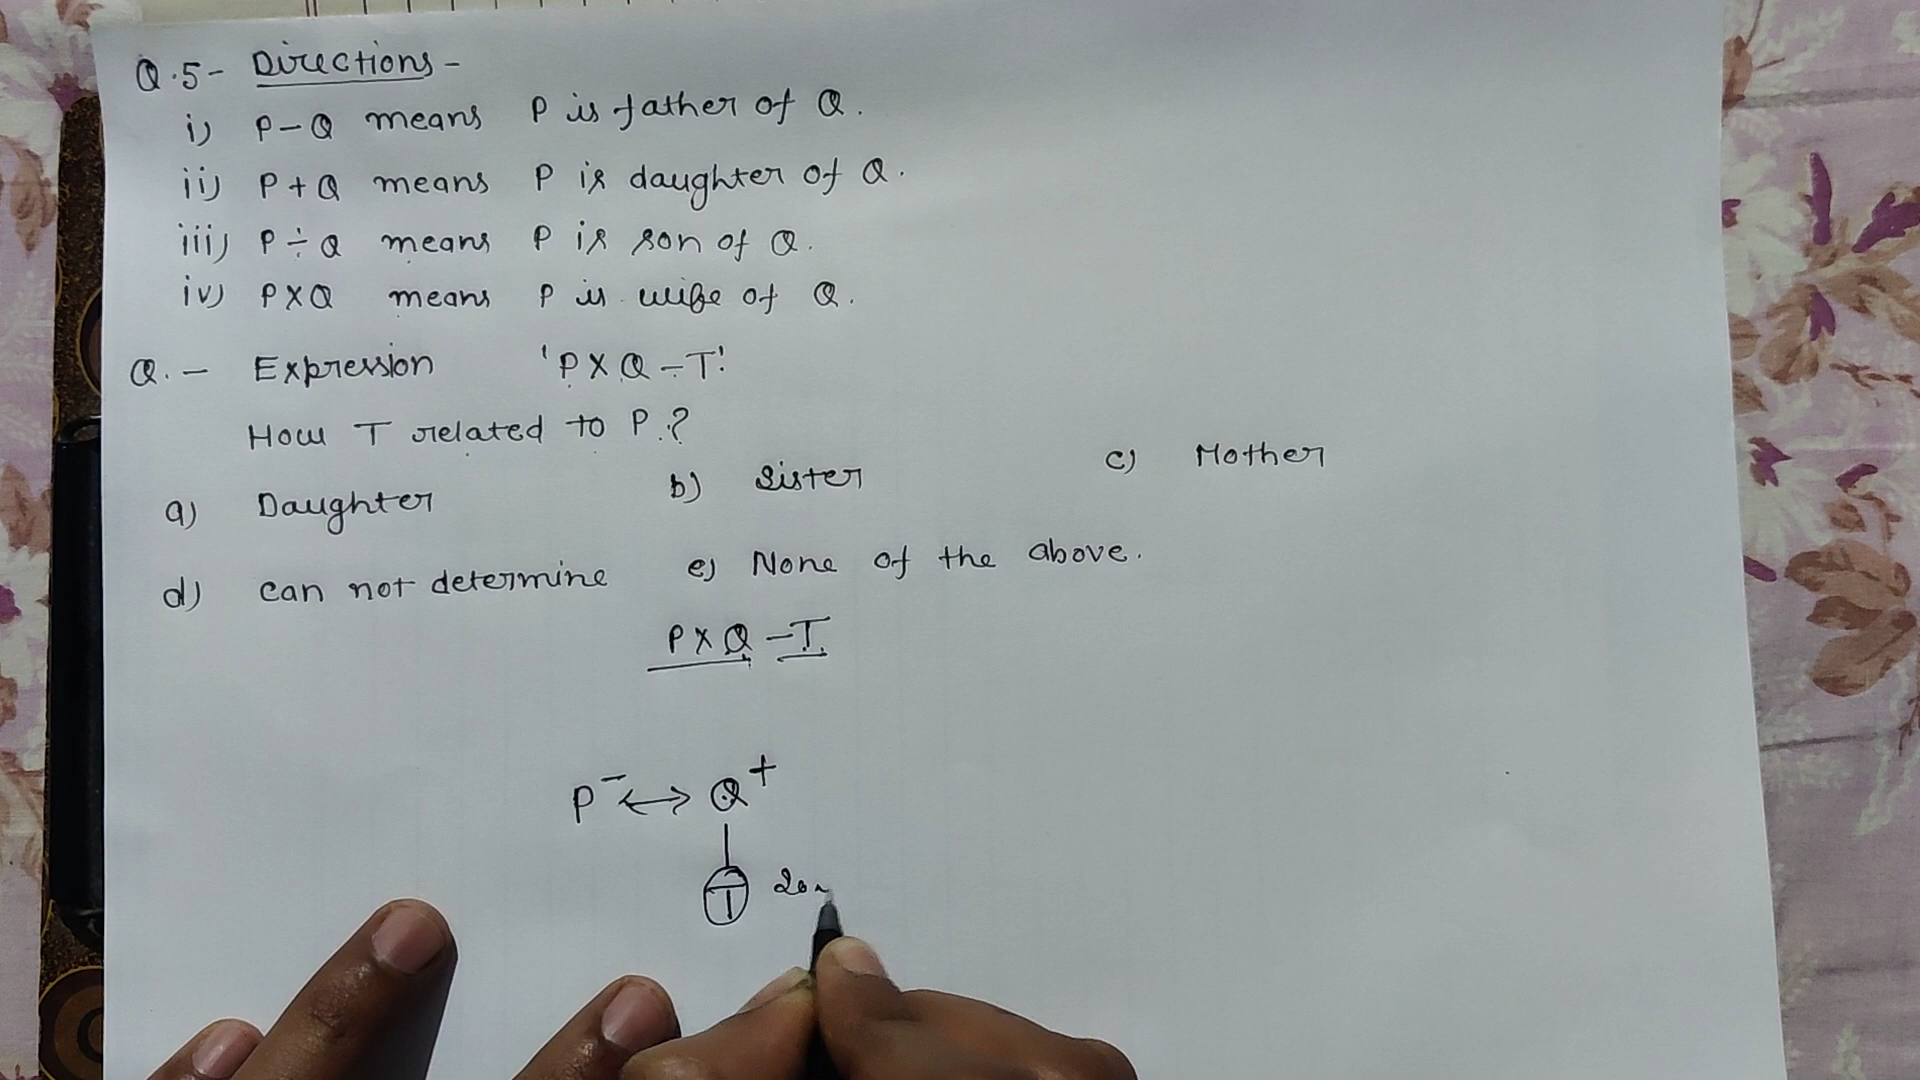 Q.5- Directions -
i) P-Q means P is father of Q.
ii) P+Q means P is daughter of Q.
iii) P÷Q means P is son of Q.
iv) P×Q means P is wife of Q.
Q. - Expression 'P×Q-T'
How T related to P.?
a) Daughter b) Sister c) Mother
d) can not determine e) None of the above.
P×Q-T
P⁻ ↔ Q⁺
T son